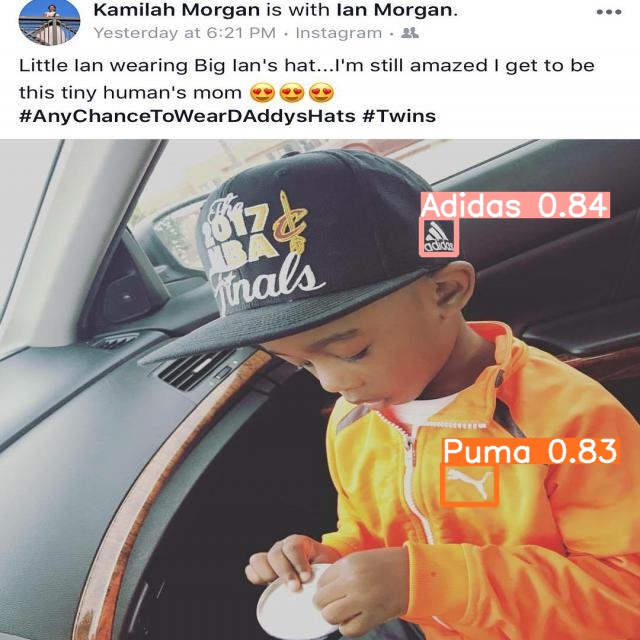 Kamilah Morgan is with Ian Morgan.
Yesterday at 6:21 PM · Instagram ·
Little Ian wearing Big Ian's hat...I'm still amazed I get to be
this tiny human's mom 😍😍😍
#AnyChanceToWearDAddysHats #Twins
Adidas 0.84
The
2017
NBA
Finals
adidas
Puma 0.83